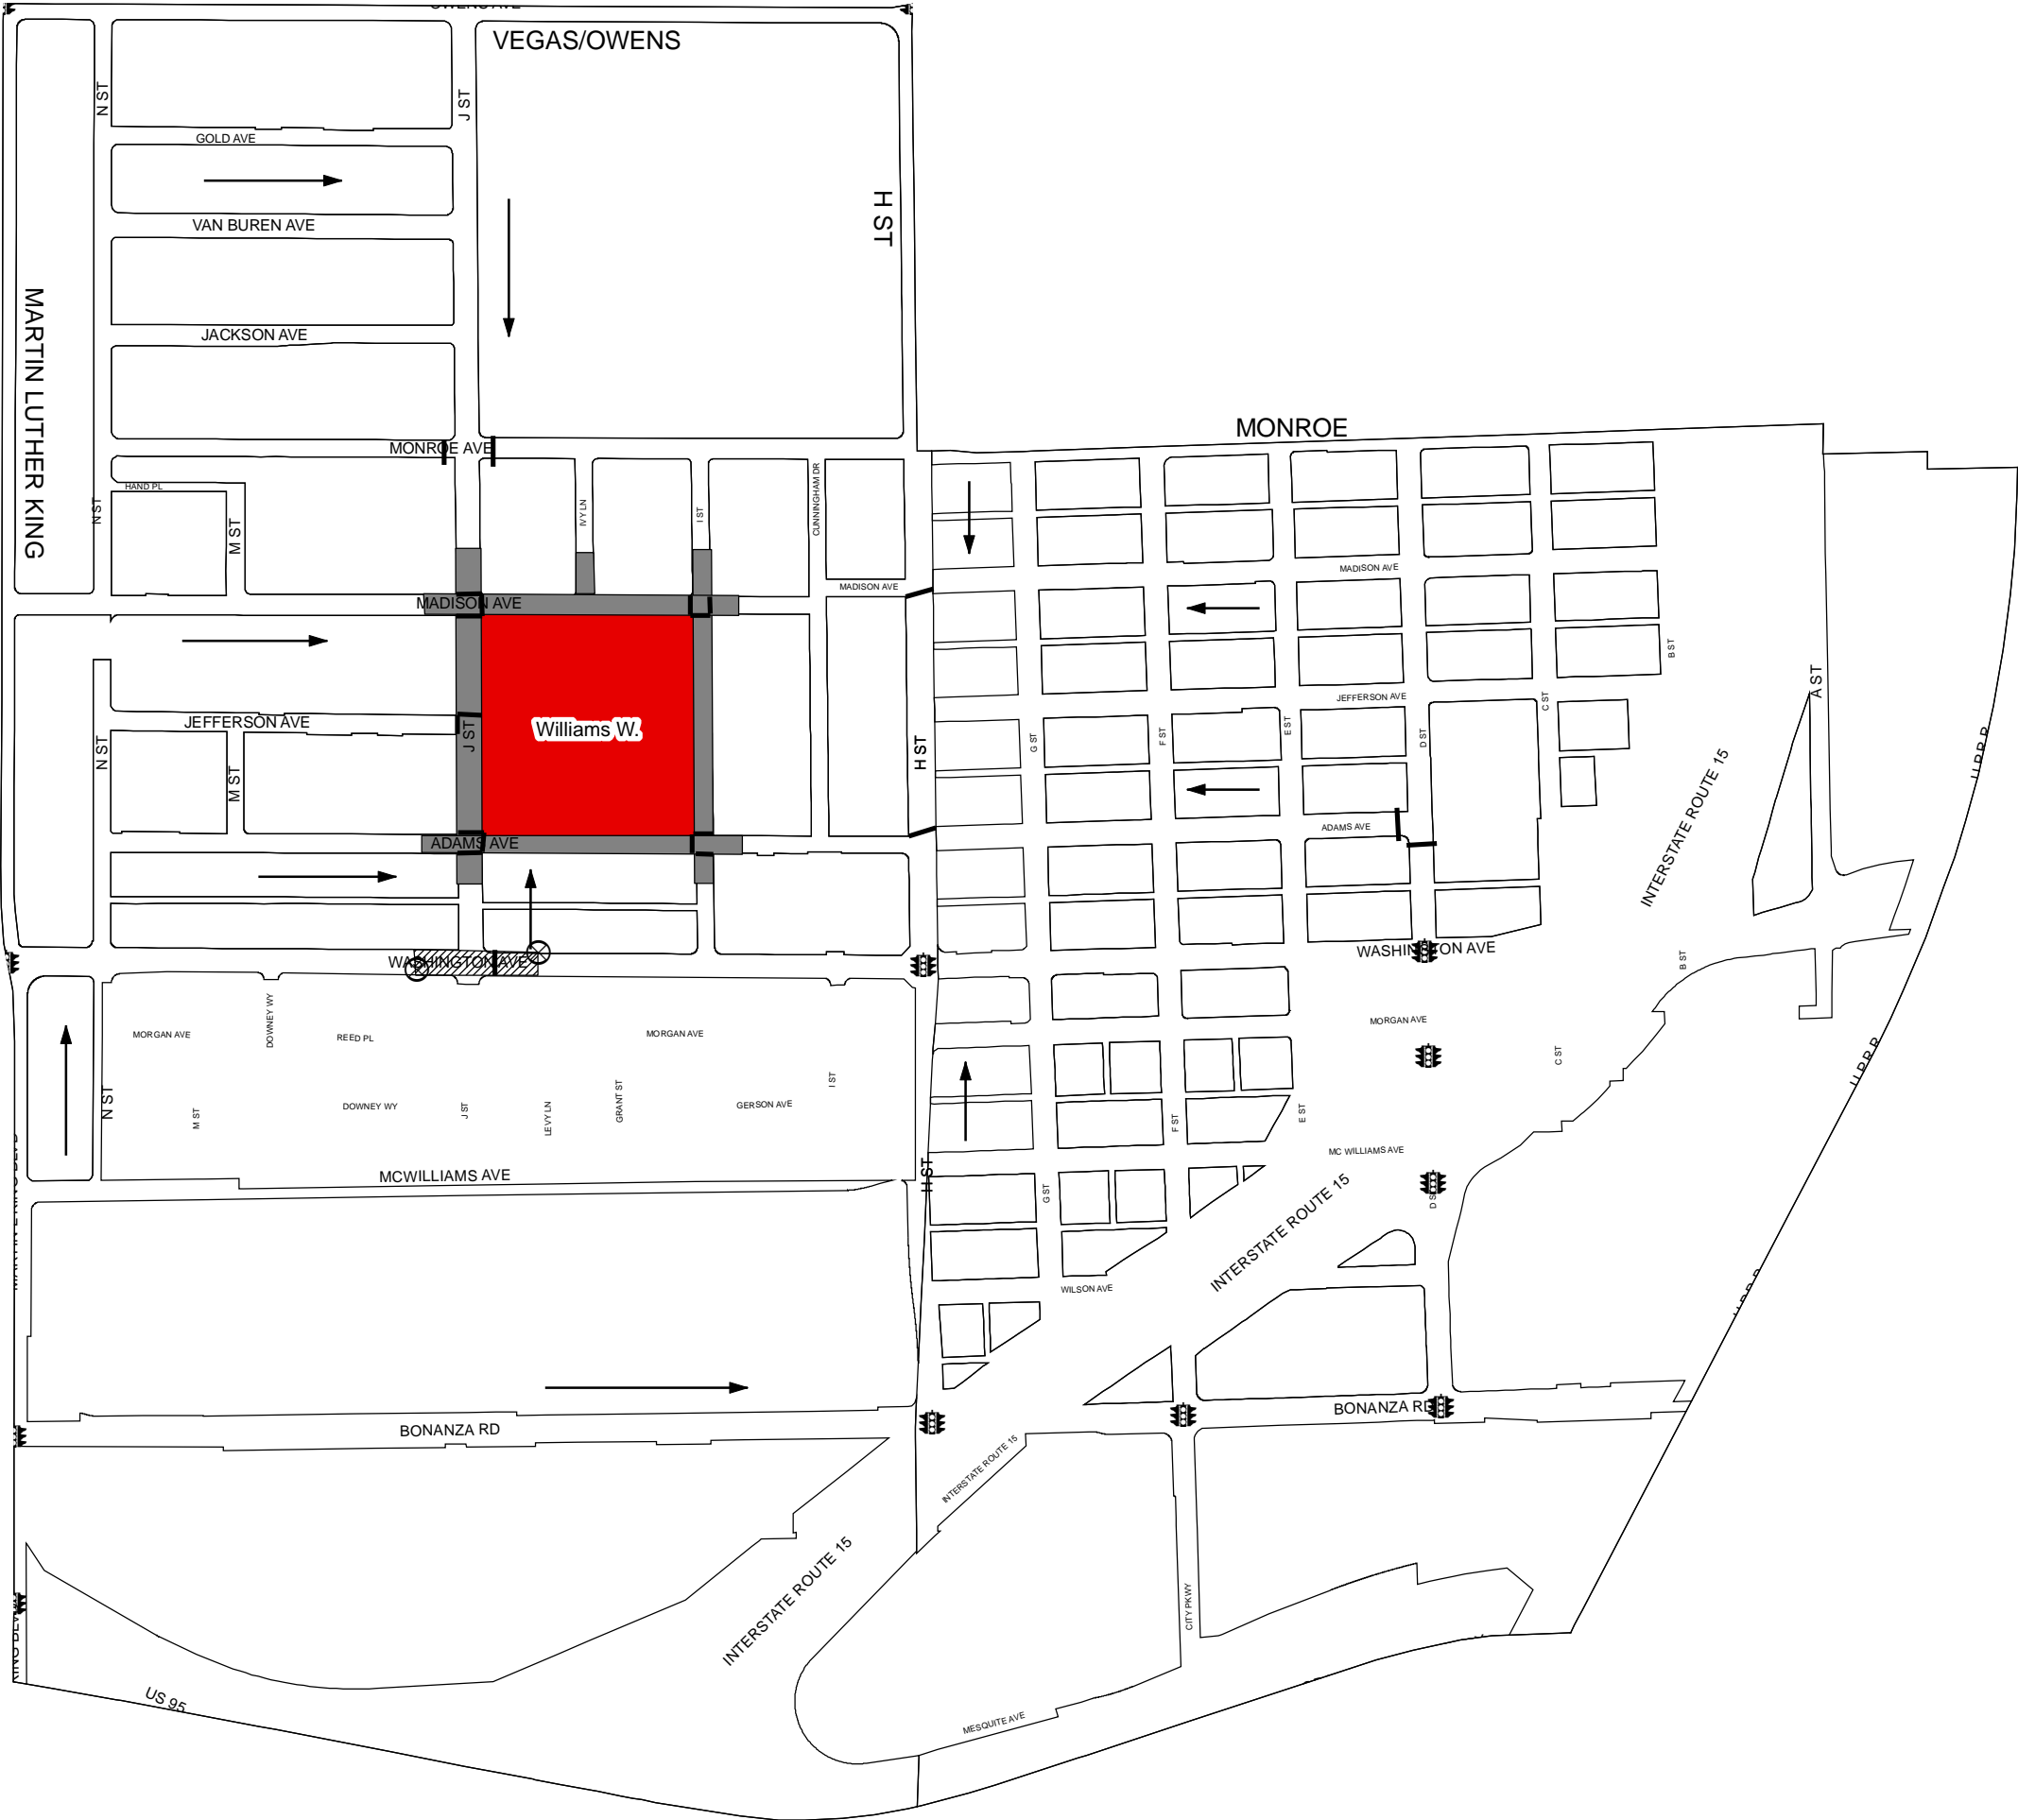 OWENS AVE
VEGAS/OWENS
N ST
J ST
GOLD AVE
VAN BUREN AVE
H ST
MARTIN LUTHER KING
JACKSON AVE
MONROE
MONROE AVE
HAND PL
N ST
M ST
IVY LN
I ST
CUNNINGHAM DR
MADISON AVE
MADISON AVE
MADISON AVE
B ST
A ST
JEFFERSON AVE
C ST
JEFFERSON AVE
Williams W.
N ST
M ST
J ST
H ST
G ST
F ST
E ST
D ST
U.P.R.R
INTERSTATE ROUTE 15
ADAMS AVE
ADAMS AVE
WASHINGTON AVE
WASHINGTON AVE
B ST
MORGAN AVE
DOWNEY WY
REED PL
MORGAN AVE
MORGAN AVE
C ST
U.P.R.R
N ST
M ST
DOWNEY WY
J ST
LEVY LN
GRANT ST
GERSON AVE
I ST
F ST
E ST
MC WILLIAMS AVE
MCWILLIAMS AVE
H ST
G ST
D S
INTERSTATE ROUTE 15
WILSON AVE
BONANZA RD
BONANZA RD
INTERSTATE ROUTE 15
INTERSTATE ROUTE 15
CITY PKWY
US 95
MESQUITE AVE